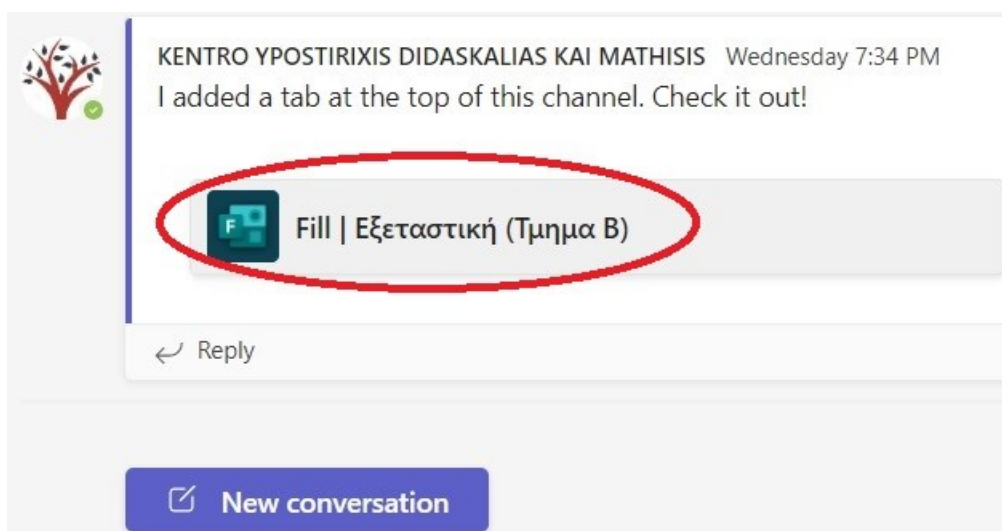 KENTRO YPOSTIRIXIS DIDASKALIAS KAI MATHISIS Wednesday 7:34 PM
I added a tab at the top of this channel. Check it out!
F
Fill | Εξεταστική (Τμημα Β)
Reply
New conversation